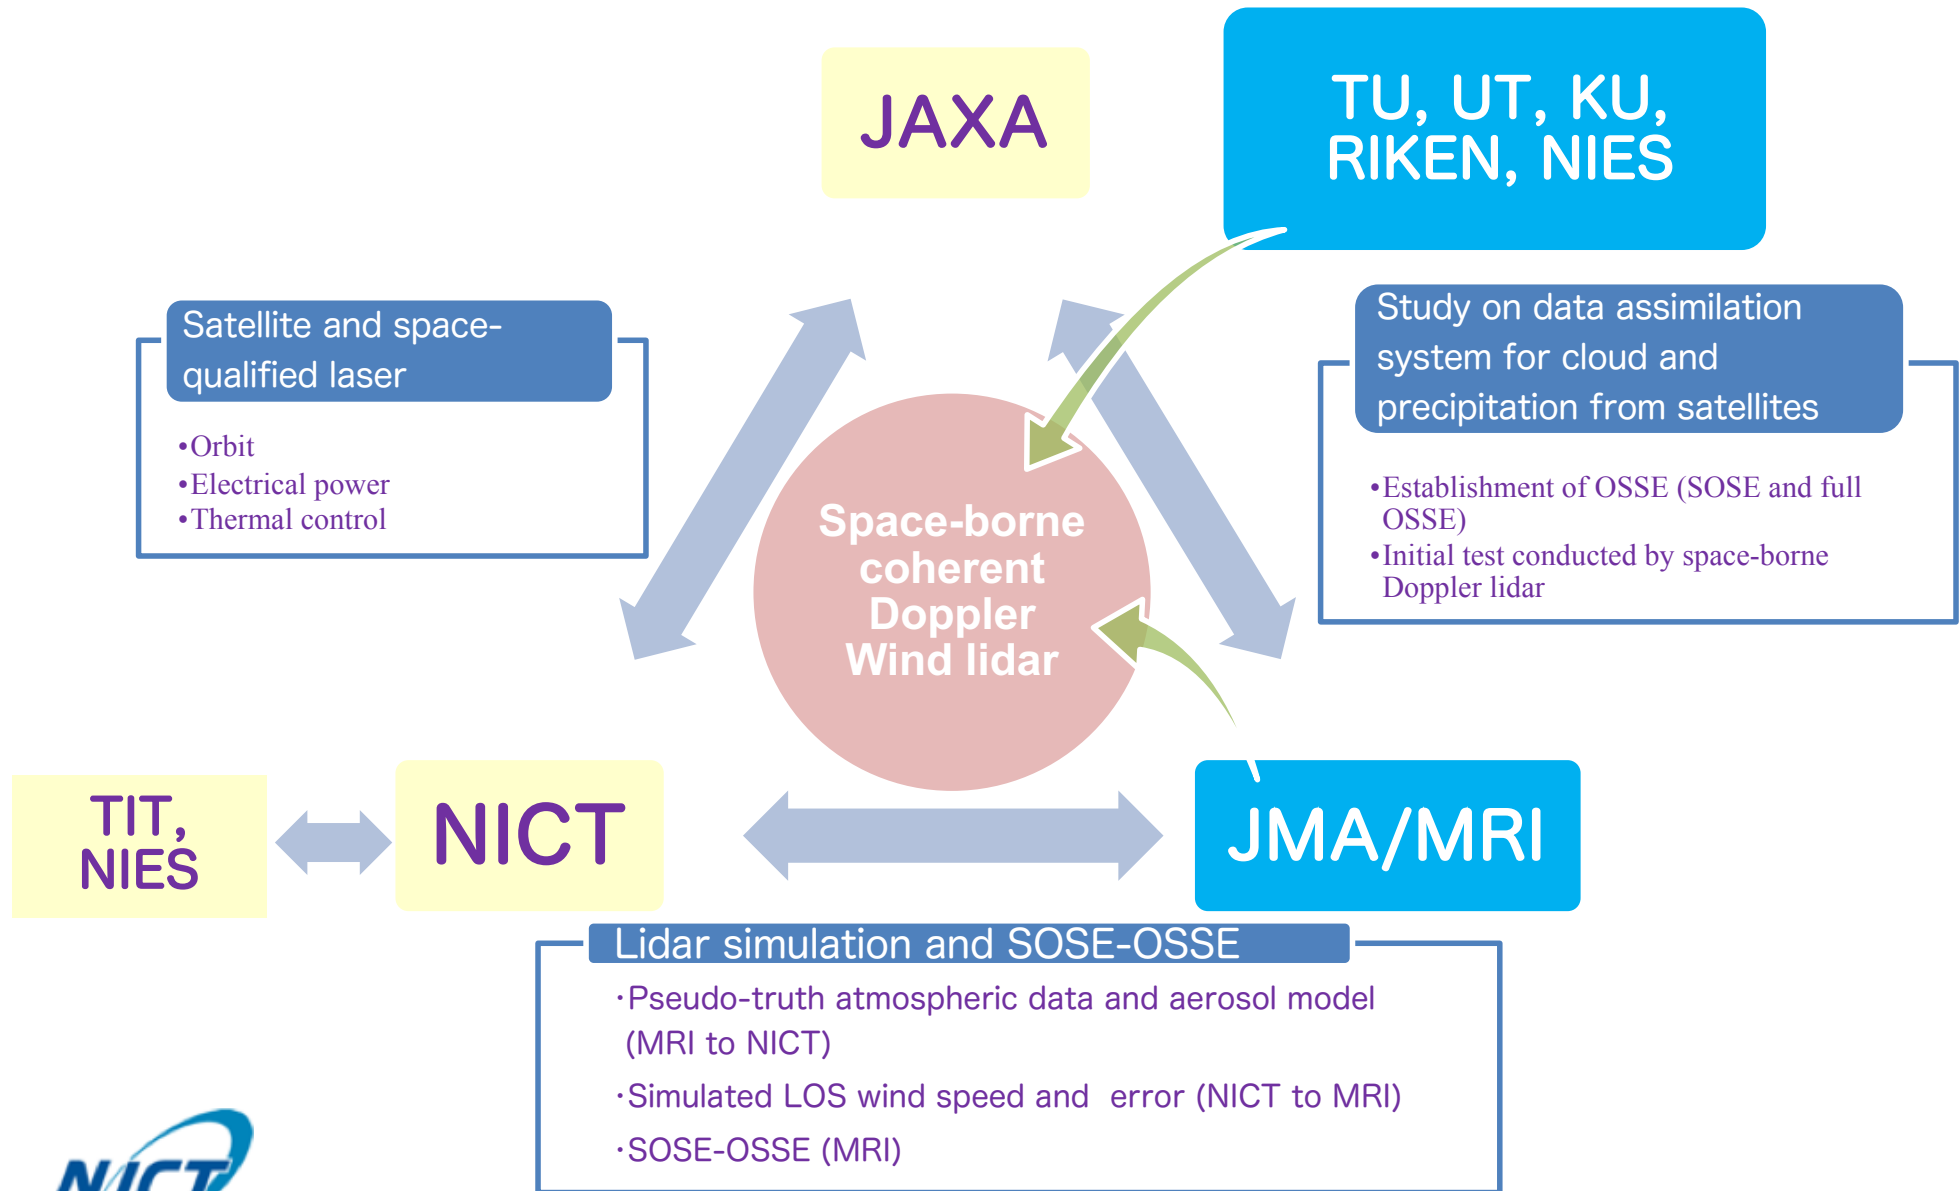 JAXA
TU, UT, KU,
RIKEN, NIES
Satellite and space-
qualified laser
•Orbit
•Electrical power
•Thermal control
Study on data assimilation
system for cloud and
precipitation from satellites
•Establishment of OSSE (SOSE and full
OSSE)
•Initial test conducted by space-borne
Doppler lidar
Space-borne
coherent
Doppler
Wind lidar
TIT,
NIES
NICT
JMA/MRI
Lidar simulation and SOSE-OSSE
・Pseudo-truth atmospheric data and aerosol model
(MRI to NICT)
・Simulated LOS wind speed and  error (NICT to MRI)
・SOSE-OSSE (MRI)
NICT